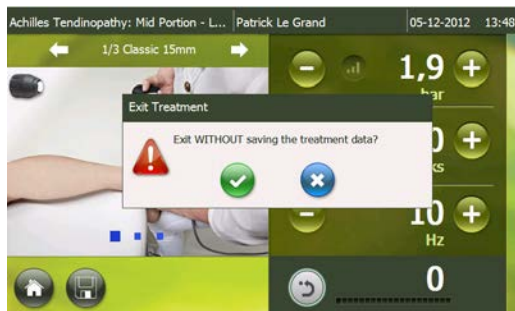 Achilles Tendinopathy: Mid Portion - L... Patrick Le Grand 05-12-2012 13:48
1/3 Classic 15mm
1,9
bar
Exit Treatment
Exit WITHOUT saving the treatment data?
10
Hz
0